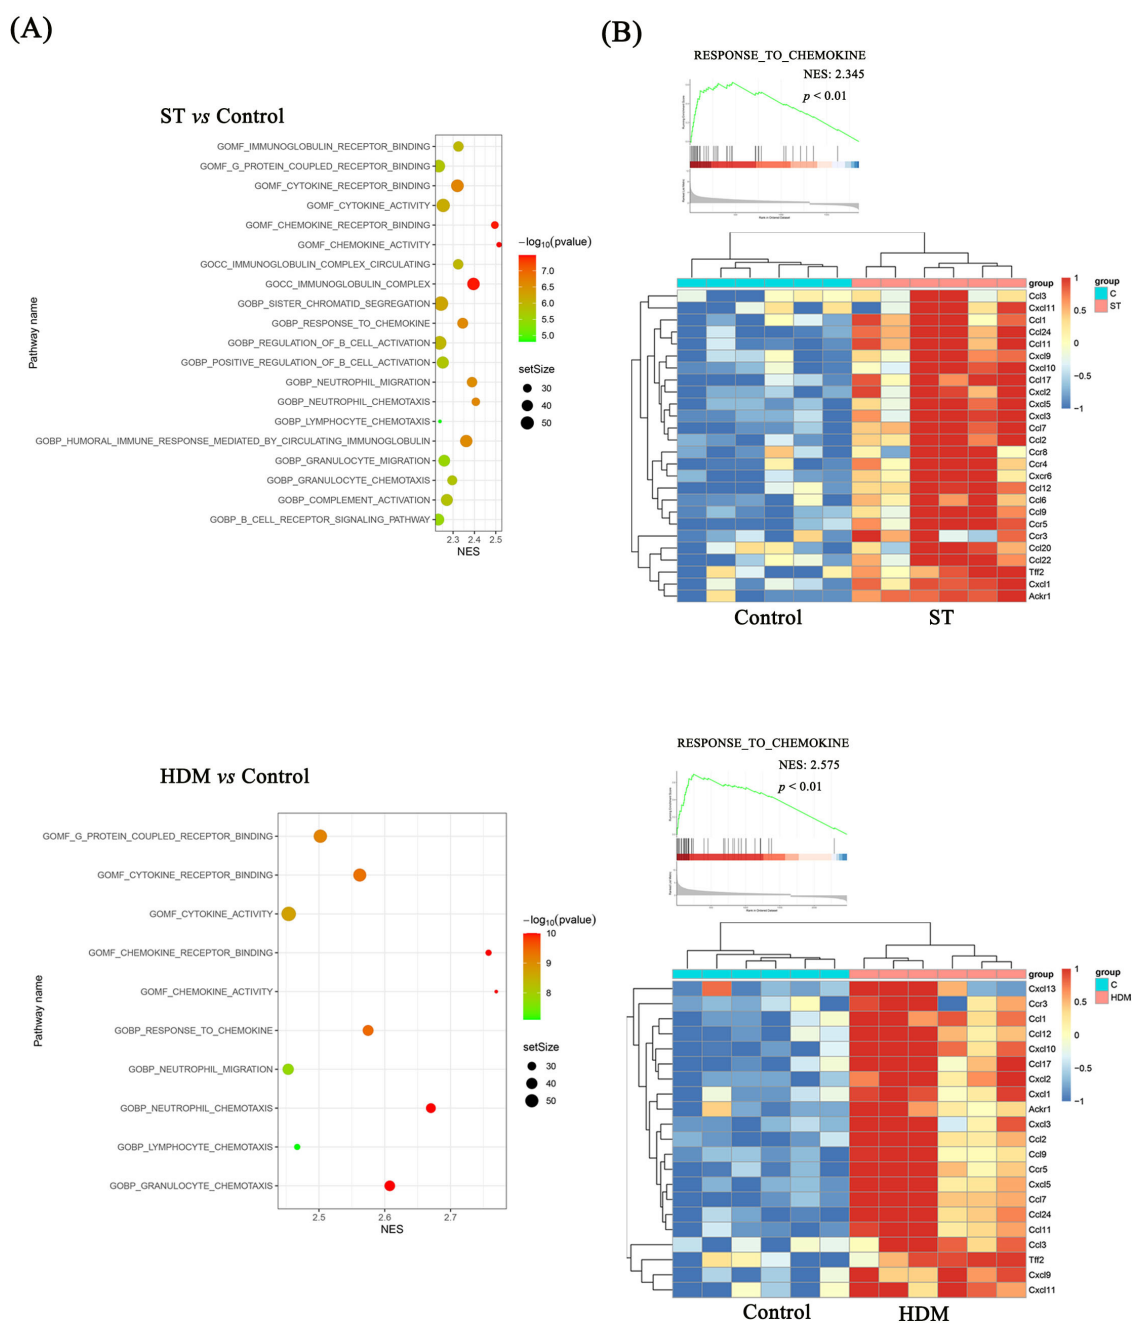 (A)
ST vs Control
Pathway name
GOMF_IMMUNOGLOBULIN_RECEPTOR_BINDING
GOMF_G_PROTEIN_COUPLED_RECEPTOR_BINDING
GOMF_CYTOKINE_RECEPTOR_BINDING
GOMF_CYTOKINE_ACTIVITY
GOMF_CHEMOKINE_RECEPTOR_BINDING
GOMF_CHEMOKINE_ACTIVITY
GOCC_IMMUNOGLOBULIN_COMPLEX_CIRCULATING
GOCC_IMMUNOGLOBULIN_COMPLEX
GOBP_SISTER_CHROMATID_SEGREGATION
GOBP_RESPONSE_TO_CHEMOKINE
GOBP_REGULATION_OF_B_CELL_ACTIVATION
GOBP_POSITIVE_REGULATION_OF_B_CELL_ACTIVATION
GOBP_NEUTROPHIL_MIGRATION
GOBP_NEUTROPHIL_CHEMOTAXIS
GOBP_LYMPHOCYTE_CHEMOTAXIS
GOBP_HUMORAL_IMMUNE_RESPONSE_MEDIATED_BY_CIRCULATING_IMMUNOGLOBULIN
GOBP_GRANULOCYTE_MIGRATION
GOBP_GRANULOCYTE_CHEMOTAXIS
GOBP_COMPLEMENT_ACTIVATION
GOBP_B_CELL_RECEPTOR_SIGNALING_PATHWAY
2.3 2.4 2.5
NES
−log10(pvalue)
7.0
6.5
6.0
5.5
5.0
setSize
30
40
50
(B)
RESPONSE_TO_CHEMOKINE
NES: 2.345
p < 0.01
group
Ccl3
Cxcl11
Ccl1
Ccl24
Ccl11
Cxcl9
Cxcl10
Ccl17
Cxcl2
Cxcl5
Cxcl3
Ccl7
Ccl2
Ccr8
Ccr4
Cxcr6
Ccl12
Ccl6
Ccl9
Ccr5
Ccr3
Ccl20
Ccl22
Tff2
Cxcl1
Ackr1
1
0.5
0
−0.5
−1
group
C
ST
Control ST
HDM vs Control
Pathway name
GOMF_G_PROTEIN_COUPLED_RECEPTOR_BINDING
GOMF_CYTOKINE_RECEPTOR_BINDING
GOMF_CYTOKINE_ACTIVITY
GOMF_CHEMOKINE_RECEPTOR_BINDING
GOMF_CHEMOKINE_ACTIVITY
GOBP_RESPONSE_TO_CHEMOKINE
GOBP_NEUTROPHIL_MIGRATION
GOBP_NEUTROPHIL_CHEMOTAXIS
GOBP_LYMPHOCYTE_CHEMOTAXIS
GOBP_GRANULOCYTE_CHEMOTAXIS
2.5 2.6 2.7
NES
−log10(pvalue)
10
9
8
setSize
30
40
50
RESPONSE_TO_CHEMOKINE
NES: 2.575
p < 0.01
group
Cxcl13
Ccr3
Ccl1
Ccl12
Cxcl10
Ccl17
Cxcl2
Cxcl1
Ackr1
Cxcl3
Ccl2
Ccl9
Ccr5
Cxcl5
Ccl7
Ccl24
Ccl11
Ccl3
Tff2
Cxcl9
Cxcl11
1
0.5
0
−0.5
−1
group
C
HDM
Control HDM